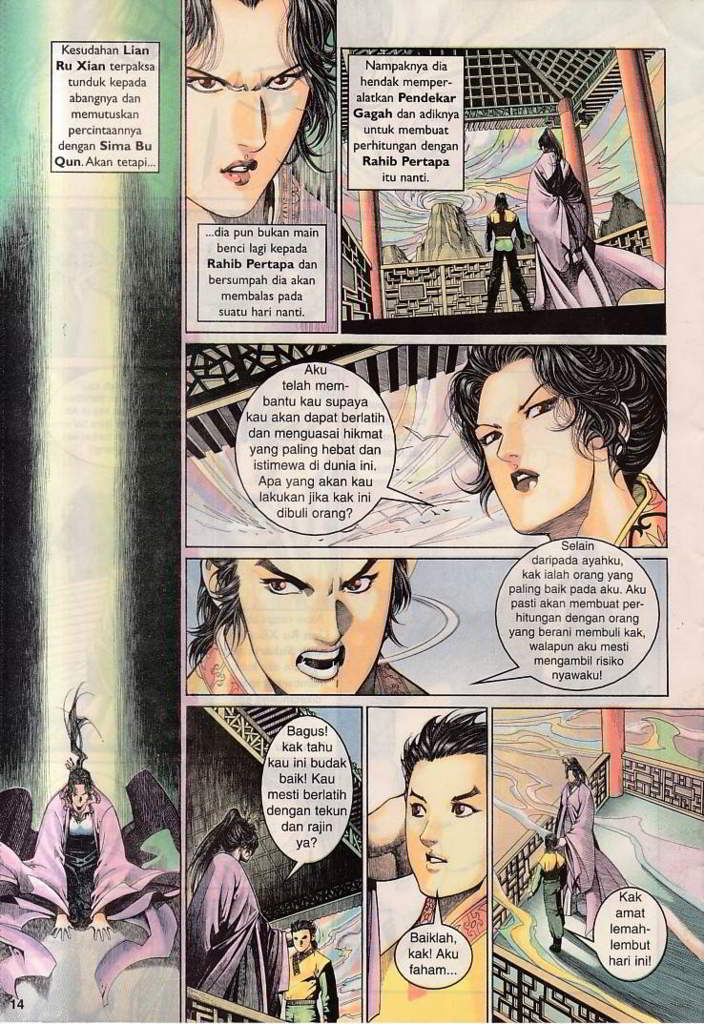 Kesudahan Lian
Ru Xian terpaksa
tunduk kepada
abangnya dan
memutuskan
percintaannya
dengan Sima Bu
Qun. Akan tetapi...
...dia pun bukan main
benci lagi kepada
Rahib Pertapa dan
bersumpah dia akan
membalas pada
suatu hari nanti.
Nampaknya dia
hendak memper-
alatkan Pendekar
Gagah dan adiknya
untuk membuat
perhitungan dengan
Rahib Pertapa
itu nanti.
Aku
telah mem-
bantu kau supaya
kau akan dapat berlatih
dan menguasai hikmat
yang paling hebat dan
istimewa di dunia ini.
Apa yang akan kau
lakukan jika kak ini
dibuli orang?
Selain
daripada ayahku,
kak ialah orang yang
paling baik pada aku. Aku
pasti akan membuat per-
hitungan dengan orang
yang berani membuli kak,
walapun aku mesti
mengambil risiko
nyawaku!
Bagus!
kak tahu
kau ini budak
baik! Kau
mesti berlatih
dengan tekun
dan rajin
ya?
Baiklah,
kak! Aku
faham...
Kak
amat
lemah-
lembut
hari ini!
14